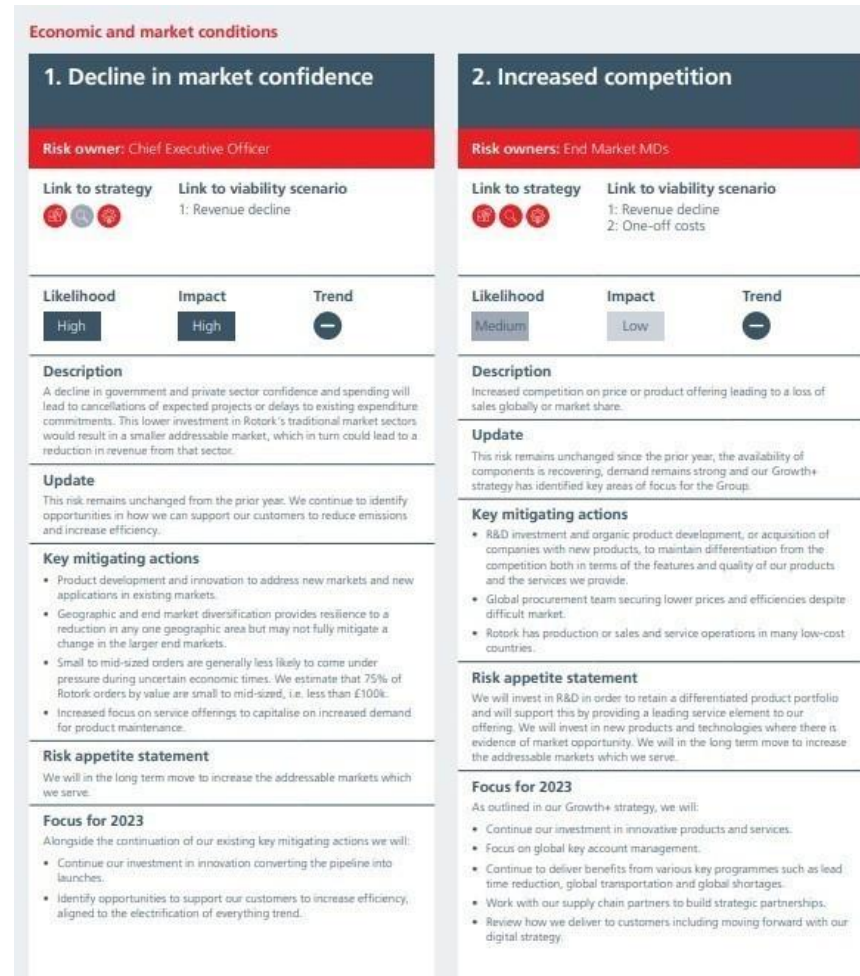 Economic and market conditions
1. Decline in market confidence
Risk owner: Chief Executive Officer
Link to strategy
Link to viability scenario
1: Revenue decline
Likelihood
Impact
Trend
High
High
Description
A decline in government and private sector confidence and spending will
lead to cancellations of expected projects or delays to existing expenditure
commitments. This lower investment in Rotork's traditional market sectors
would result in a smaller addressable market, which in turn could lead to a
reduction in revenue from that sector.
Update
This risk remains unchanged from the prior year. We continue to identify
opportunities in how we can support our customers to reduce emissions
and increase efficiency.
Key mitigating actions
• Product development and innovation to address new markets and new
applications in existing markets.
• Geographic and end market diversification provides resilience to a
reduction in any one geographic area but may not fully mitigate a
change in the larger end markets.
• Small to mid-sized orders are generally less likely to come under
pressure during uncertain economic times. We estimate that 75% of
Rotork orders by value are small to mid-sized, i.e. less than £100k.
• Increased focus on service offerings to capitalise on increased demand
for product maintenance.
Risk appetite statement
We will in the long term move to increase the addressable markets which
we serve.
Focus for 2023
Alongside the continuation of our existing key mitigating actions we will:
• Continue our investment in innovation converting the pipeline into
launches.
• Identify opportunities to support our customers to increase efficiency,
aligned to the electrification of everything trend.
2. Increased competition
Risk owners: End Market MDs
Link to strategy
Link to viability scenario
1: Revenue decline
2: One-off costs
Likelihood
Impact
Trend
Medium
Low
Description
Increased competition on price or product offering leading to a loss of
sales globally or market share.
Update
This risk remains unchanged since the prior year, the availability of
components is recovering, demand remains strong and our Growth+
strategy has identified key areas of focus for the Group.
Key mitigating actions
• R&D investment and organic product development, or acquisition of
companies with new products, to maintain differentiation from the
competition both in terms of the features and quality of our products
and the services we provide.
• Global procurement team securing lower prices and efficiencies despite
difficult market.
• Rotork has production or sales and service operations in many low-cost
countries.
Risk appetite statement
We will invest in R&D in order to retain a differentiated product portfolio
and will support this by providing a leading service element to our
offering. We will invest in new products and technologies where there is
evidence of market opportunity. We will in the long term move to increase
the addressable markets which we serve.
Focus for 2023
As outlined in our Growth+ strategy, we will:
• Continue our investment in innovative products and services.
• Focus on global key account management.
• Continue to deliver benefits from various key programmes such as lead
time reduction, global transportation and global shortages.
• Work with our supply chain partners to build strategic partnerships.
• Review how we deliver to customers including moving forward with our
digital strategy.